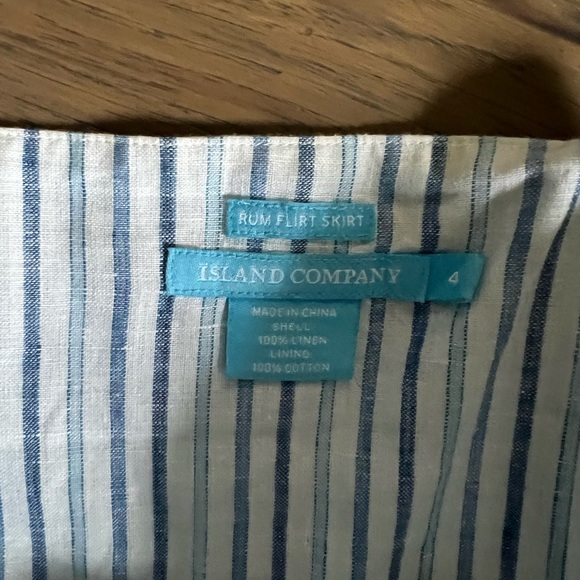 RUM FLIRT SKIRT
ISLAND COMPANY 4
MADE IN CHINA
SHELL:
100% LINEN
LINING:
100% COTTON